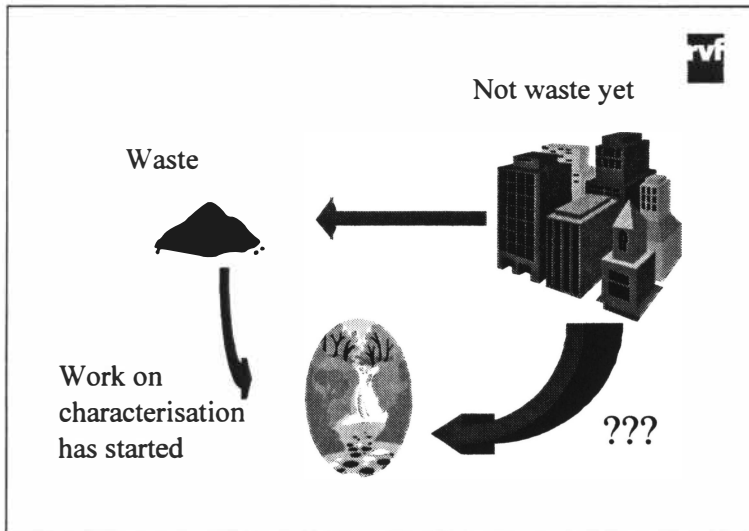 rvf
Not waste yet
Waste
Work on
characterisation
has started
???